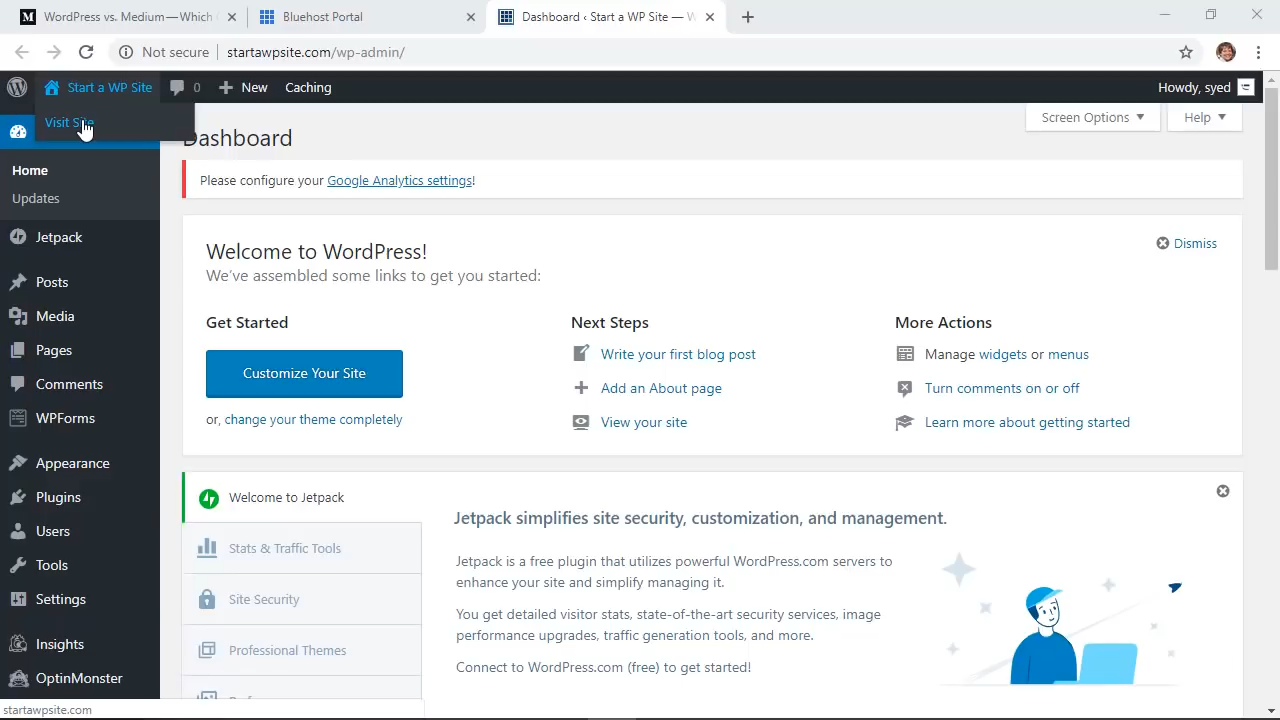 WordPress vs. Medium — Which
Bluehost Portal
Dashboard ‹ Start a WP Site — W
Not secure
startawpsite.com/wp-admin/
Start a WP Site
0
New
Caching
Howdy, syed
Visit Site
Dashboard
Screen Options
Help
Home
Updates
Jetpack
Posts
Media
Pages
Comments
WPForms
Appearance
Plugins
Users
Tools
Settings
Insights
OptinMonster
Please configure your Google Analytics settings!
Welcome to WordPress!
We've assembled some links to get you started:
Dismiss
Get Started
Customize Your Site
or, change your theme completely
Next Steps
Write your first blog post
Add an About page
View your site
More Actions
Manage widgets or menus
Turn comments on or off
Learn more about getting started
Welcome to Jetpack
Stats & Traffic Tools
Site Security
Professional Themes
Jetpack simplifies site security, customization, and management.
Jetpack is a free plugin that utilizes powerful WordPress.com servers to
enhance your site and simplify managing it.
You get detailed visitor stats, state-of-the-art security services, image
performance upgrades, traffic generation tools, and more.
Connect to WordPress.com (free) to get started!
startawpsite.com